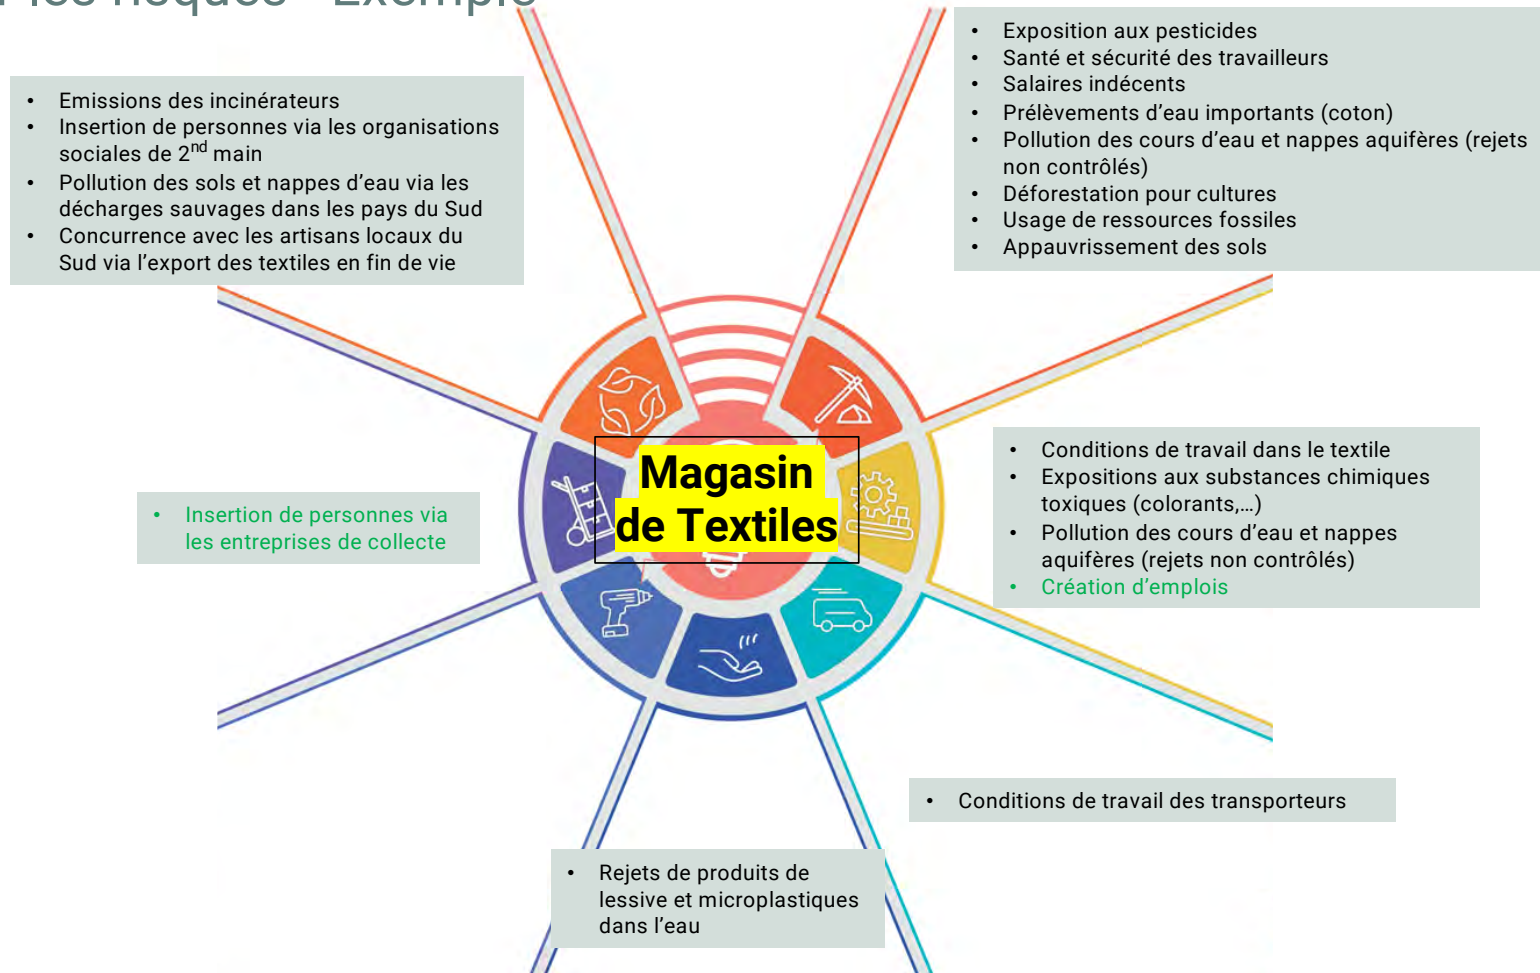 les risques - Exemple
• Exposition aux pesticides
• Santé et sécurité des travailleurs
• Salaires indécents
• Prélèvements d'eau importants (coton)
• Pollution des cours d'eau et nappes aquifères (rejets
non contrôlés)
• Déforestation pour cultures
• Usage de ressources fossiles
• Appauvrissement des sols
• Emissions des incinérateurs
• Insertion de personnes via les organisations
sociales de 2nd main
• Pollution des sols et nappes d'eau via les
décharges sauvages dans les pays du Sud
• Concurrence avec les artisans locaux du
Sud via l'export des textiles en fin de vie
Magasin
de Textiles
• Conditions de travail dans le textile
• Expositions aux substances chimiques
toxiques (colorants,…)
• Pollution des cours d'eau et nappes
aquifères (rejets non contrôlés)
• Création d'emplois
• Insertion de personnes via
les entreprises de collecte
• Conditions de travail des transporteurs
• Rejets de produits de
lessive et microplastiques
dans l'eau